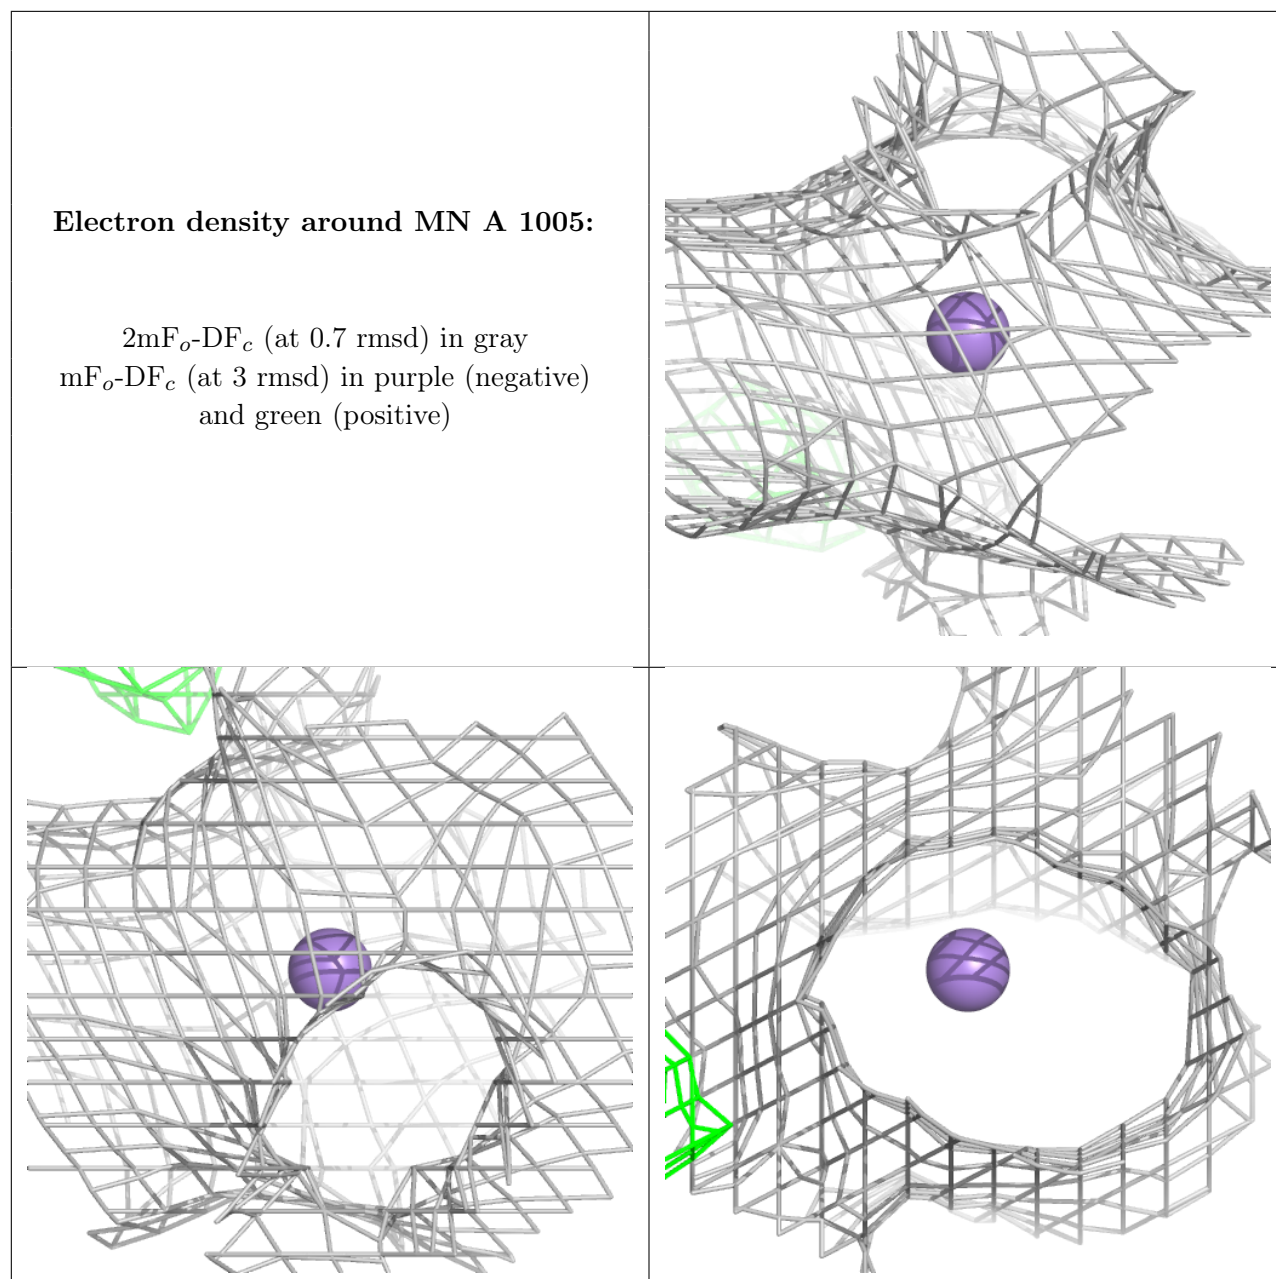 Electron density around MN A 1005:
2mFo-DFc (at 0.7 rmsd) in gray
mFo-DFc (at 3 rmsd) in purple (negative)
and green (positive)